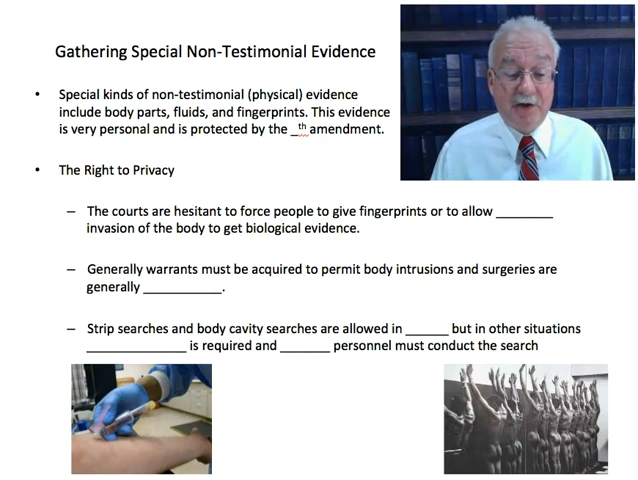 Gathering Special Non-Testimonial Evidence
• Special kinds of non-testimonial (physical) evidence
include body parts, fluids, and fingerprints. This evidence
is very personal and is protected by the _th amendment.
• The Right to Privacy
– The courts are hesitant to force people to give fingerprints or to allow ________
invasion of the body to get biological evidence.
– Generally warrants must be acquired to permit body intrusions and surgeries are
generally ___________.
– Strip searches and body cavity searches are allowed in ______ but in other situations
______________ is required and _______ personnel must conduct the search